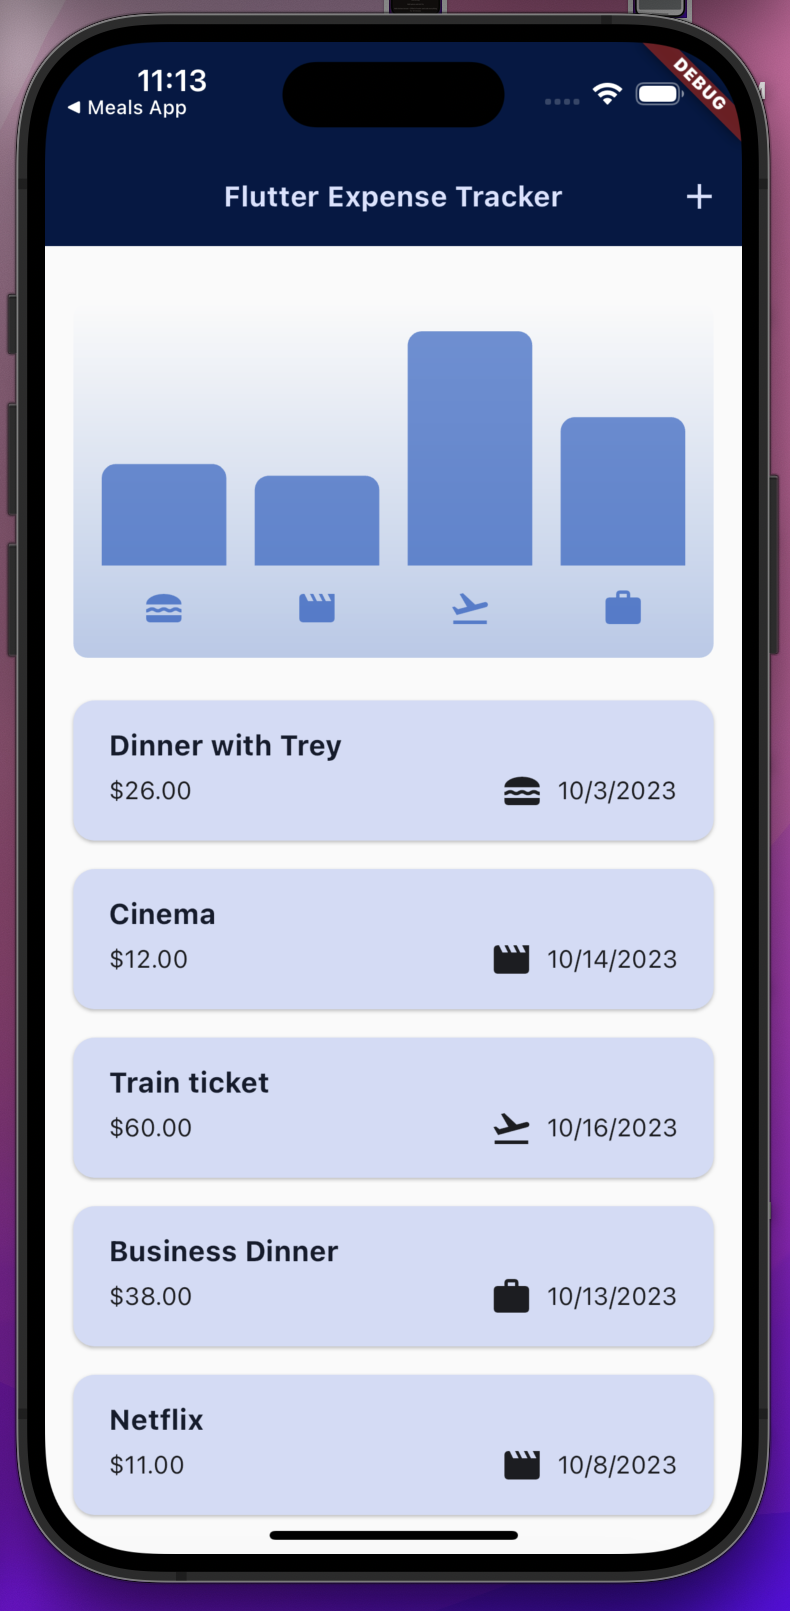 11:13
◀ Meals App
DEBUG
Flutter Expense Tracker
+
Dinner with Trey
$26.00
10/3/2023
Cinema
$12.00
10/14/2023
Train ticket
$60.00
10/16/2023
Business Dinner
$38.00
10/13/2023
Netflix
$11.00
10/8/2023